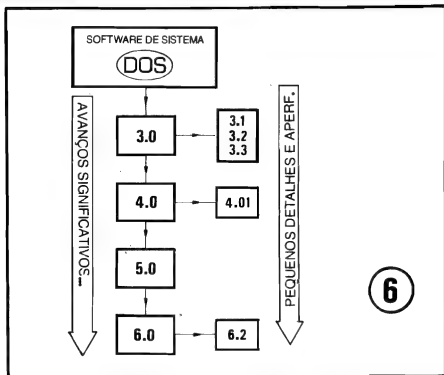 SOFTWARE DE SISTEMA
DOS
AVANÇOS SIGNIFICATIVOS...
3.0
3.1
3.2
3.3
4.0
4.01
5.0
6.0
6.2
PEQUENOS DETALHES E APERF.
6